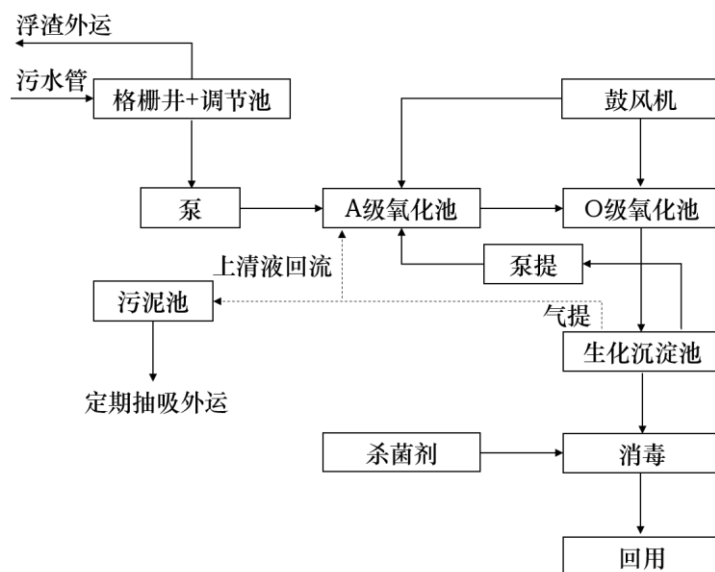 浮渣外运
污水管
格栅井+调节池
鼓风机
泵
A级氧化池
O级氧化池
上清液回流
泵提
污泥池
气提
生化沉淀池
定期抽吸外运
杀菌剂
消毒
回用